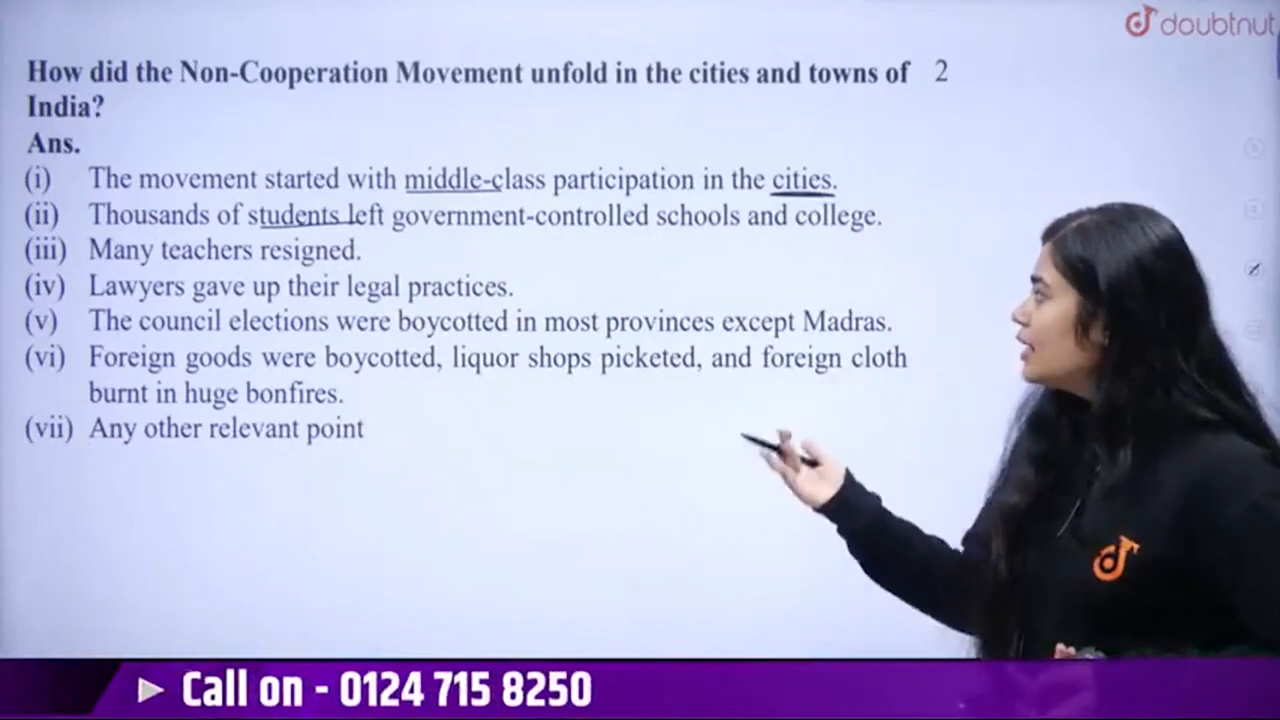 doubtnut
How did the Non-Cooperation Movement unfold in the cities and towns of 2
India?
Ans.
(i) The movement started with middle-class participation in the cities.
(ii) Thousands of students left government-controlled schools and college.
(iii) Many teachers resigned.
(iv) Lawyers gave up their legal practices.
(v) The council elections were boycotted in most provinces except Madras.
(vi) Foreign goods were boycotted, liquor shops picketed, and foreign cloth
burnt in huge bonfires.
(vii) Any other relevant point
Call on - 0124 715 8250